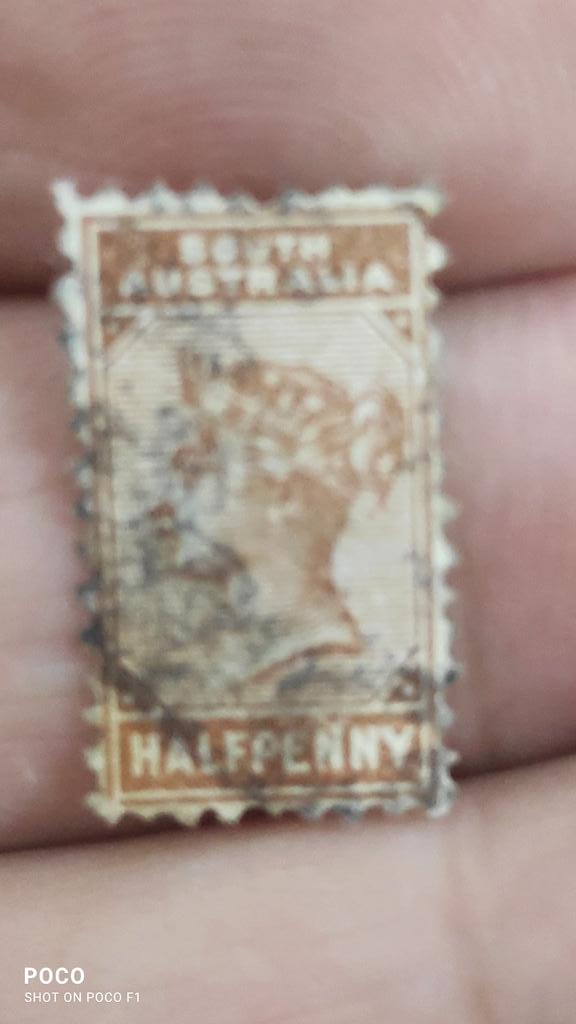 SOUTH
AUSTRALIA
HALFPENNY
POCO
SHOT ON POCO F1